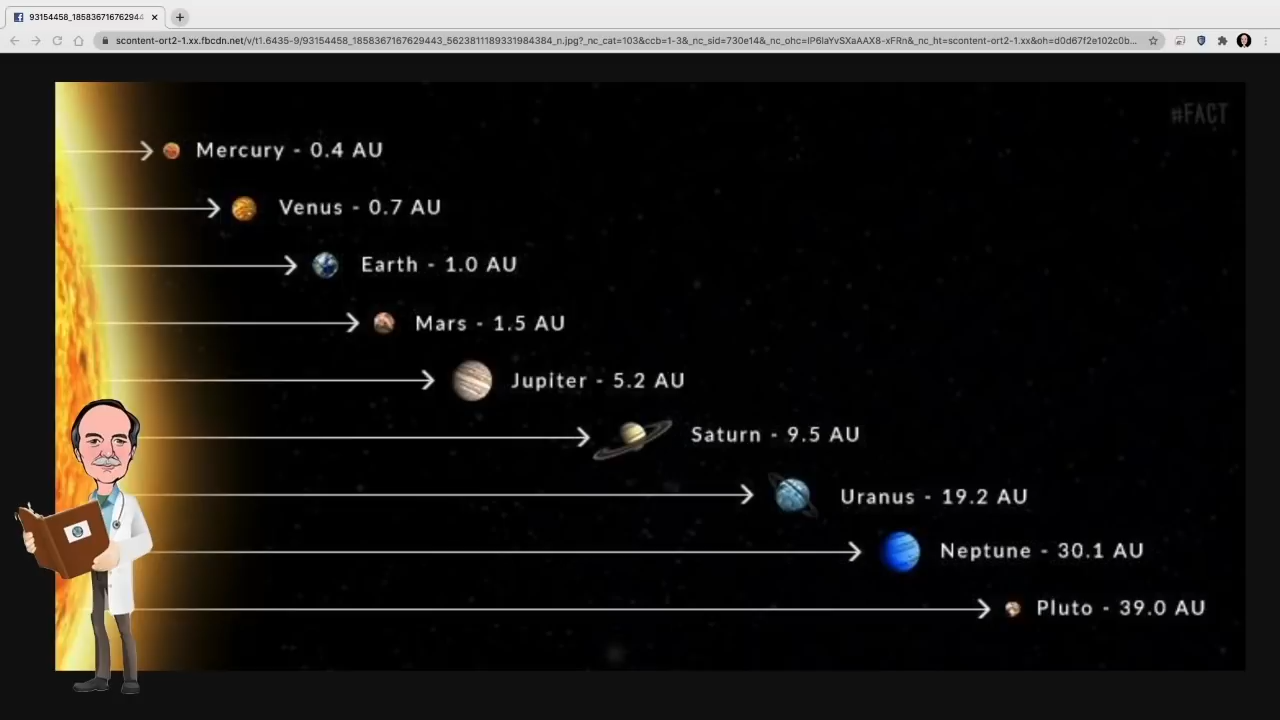 93154458_185836716762944
scontent-ort2-1.xx.fbcdn.net/v/t1.6435-9/93154458_1858367167629443_5623811189331984384_n.jpg?_nc_cat=103&ccb=1-3&_nc_sid=730e14&_nc_ohc=IP6IaYvSXaAAX8-xFRn&_nc_ht=scontent-ort2-1.xx&oh=d0d67f2e102c0b...
#FACT
Mercury - 0.4 AU
Venus - 0.7 AU
Earth - 1.0 AU
Mars - 1.5 AU
Jupiter - 5.2 AU
Saturn - 9.5 AU
Uranus - 19.2 AU
Neptune - 30.1 AU
Pluto - 39.0 AU